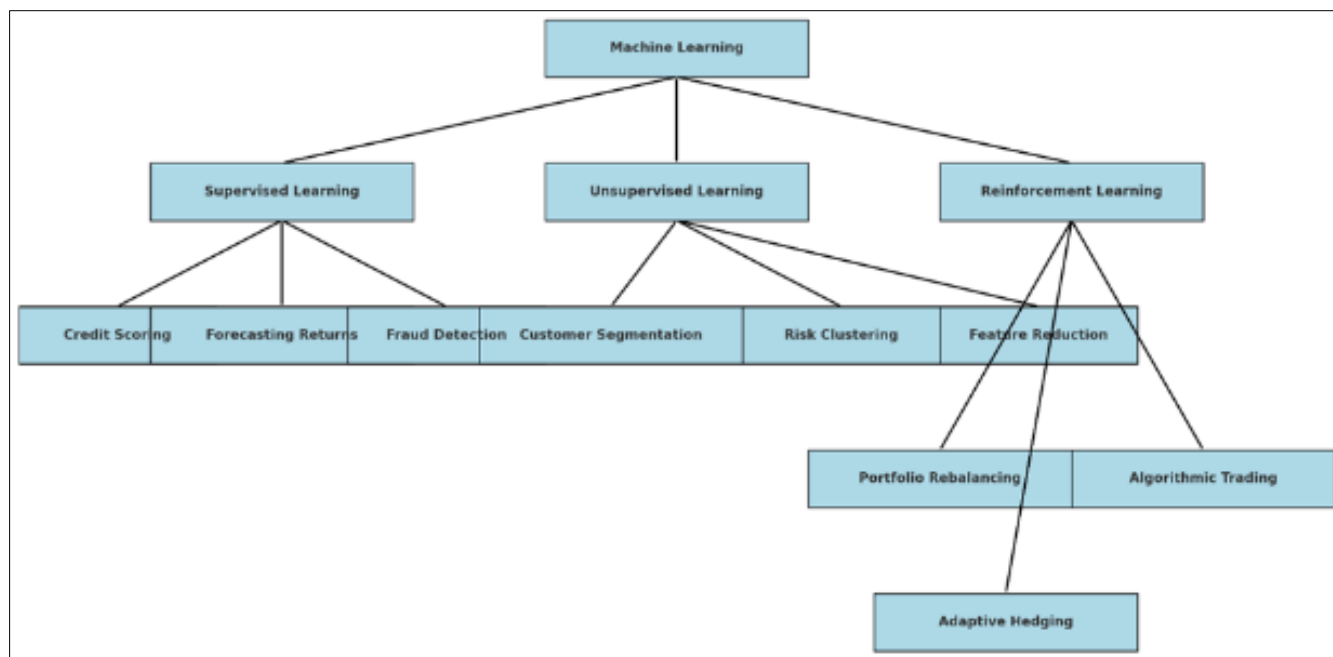 Machine Learning
Supervised Learning
Unsupervised Learning
Reinforcement Learning
Credit Scoring
Forecasting Returns
Fraud Detection
Customer Segmentation
Risk Clustering
Feature Reduction
Portfolio Rebalancing
Algorithmic Trading
Adaptive Hedging